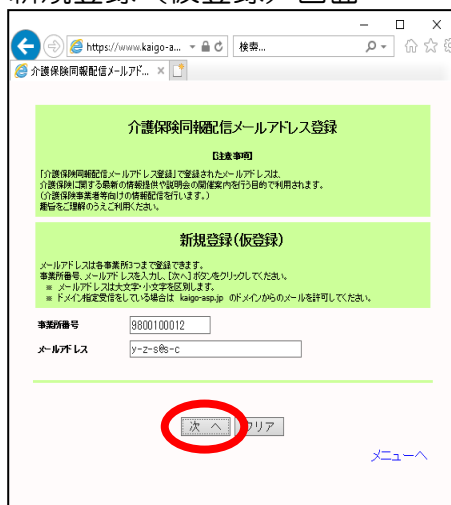 新規登録（仮登録）画面
https://www.kaigo-a...
検索...
介護保険同報配信メールアド...
介護保険同報配信メールアドレス登録
【注意事項】
「介護保険同報配信メールアドレス登録」で登録されたメールアドレスは、
介護保険に関する最新の情報提供や説明会の開催案内を行う目的で利用されます。
（介護保険事業者等向けの情報配信を行います。）
趣旨をご理解のうえご利用ください。
新規登録（仮登録）
メールアドレスは各事業所3つまで登録できます。
事業所番号、メールアドレスを入力し、［次へ］ボタンをクリックしてください。
※ メールアドレスは大文字・小文字を区別します。
※ ドメイン指定受信をしている場合は kaigo-asp.jp のドメインからのメールを許可してください。
事業所番号 9800100012
メールアドレス y-z-s@s-c
次 へ クリア
メニューへ